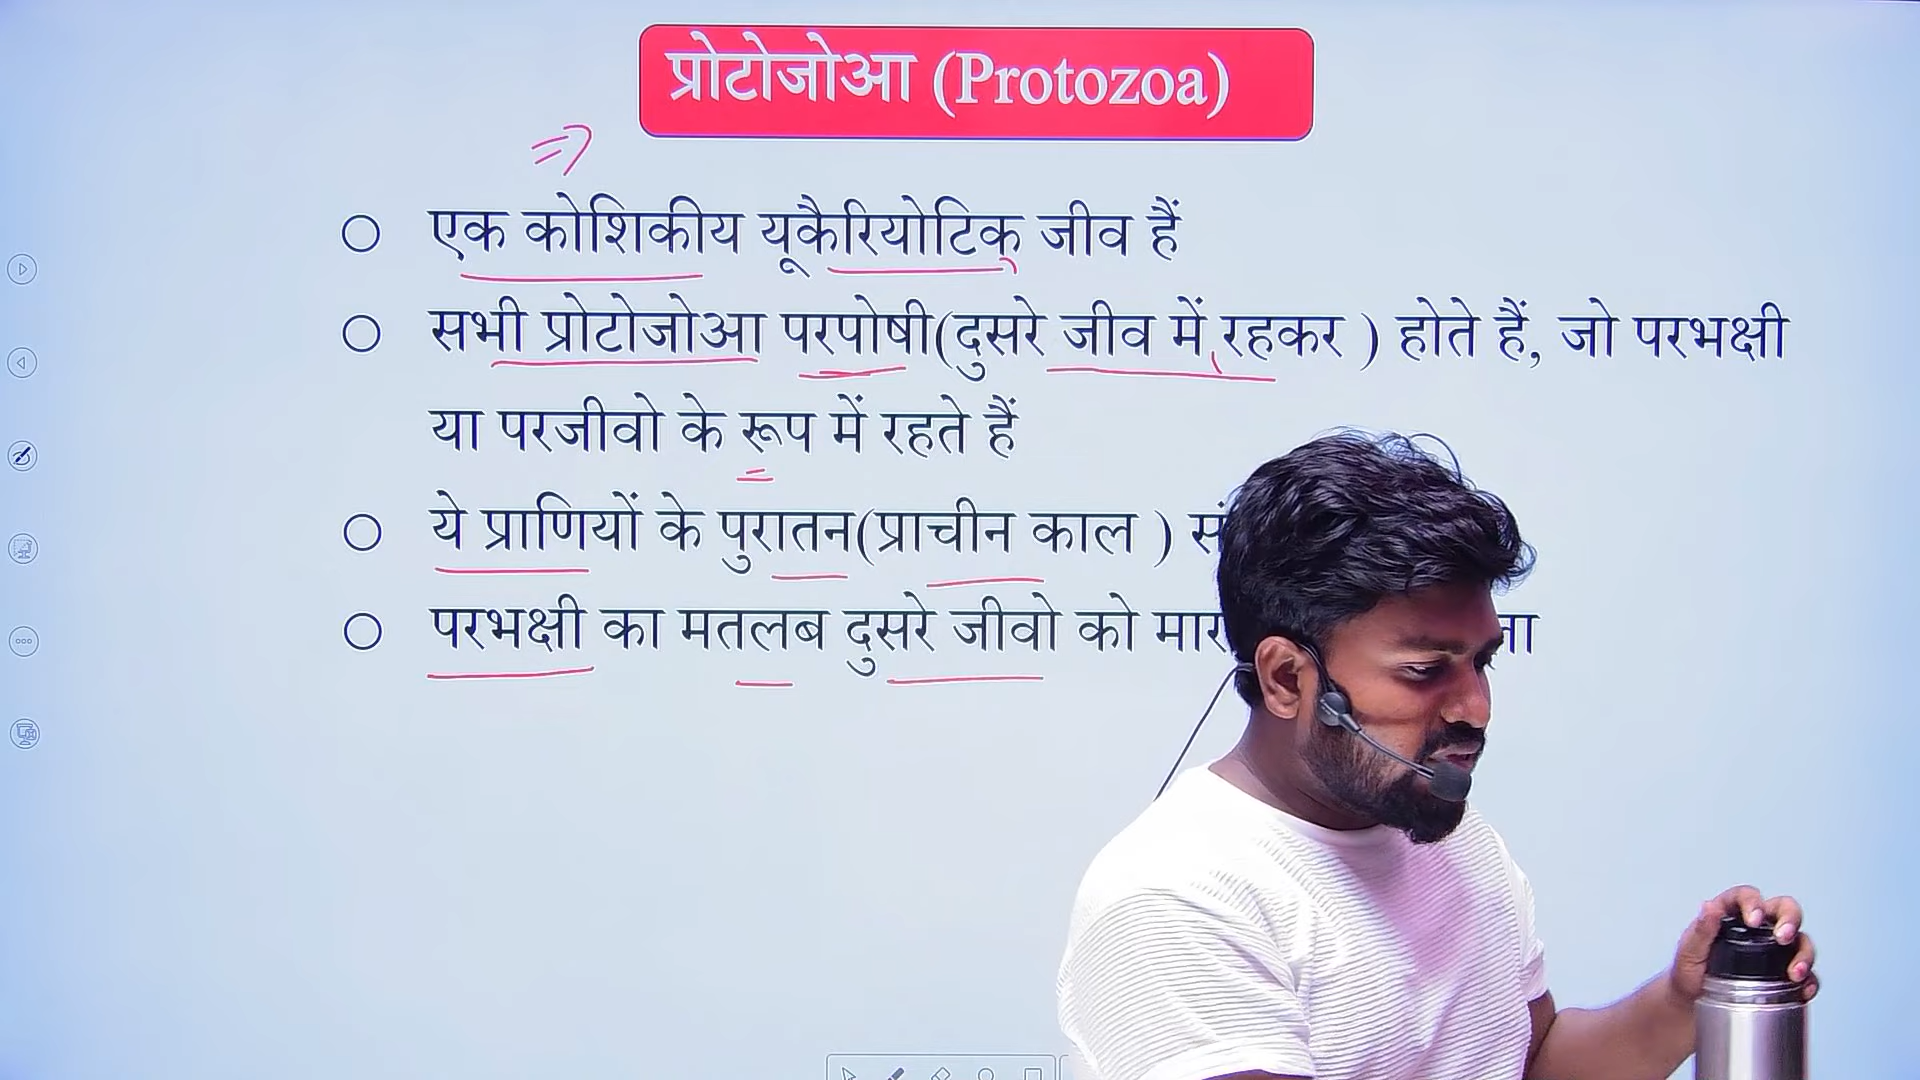 प्रोटोजोआ (Protozoa)
एक कोशिकीय यूकैरियोटिक् जीव हैं
सभी प्रोटोजोआ परपोषी(दुसरे जीव में रहकर ) होते हैं, जो परभक्षी
या परजीवो के रूप में रहते हैं
ये प्राणियों के पुरातन(प्राचीन काल )
परभक्षी का मतलब दुसरे जीवो को